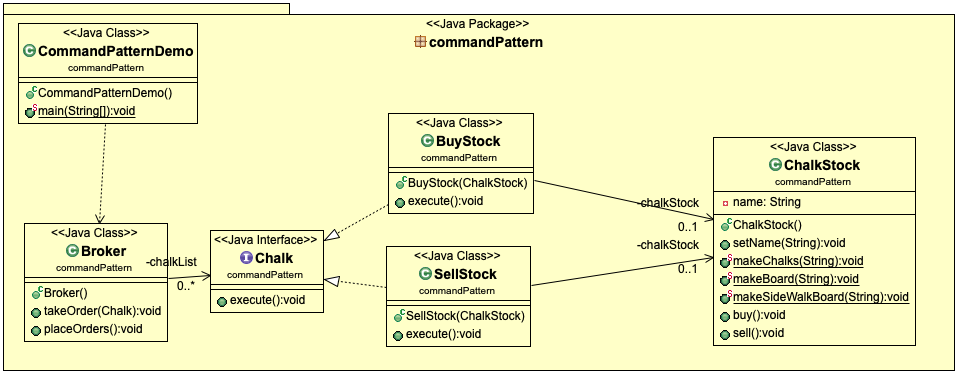 <<Java Package>>
commandPattern
<<Java Class>>
CommandPatternDemo
commandPattern
CommandPatternDemo()
main(String[]):void
<<Java Class>>
Broker
commandPattern
Broker()
takeOrder(Chalk):void
placeOrders():void
-chalkList
0..*
<<Java Interface>>
Chalk
commandPattern
execute():void
<<Java Class>>
BuyStock
commandPattern
BuyStock(ChalkStock)
execute():void
<<Java Class>>
SellStock
commandPattern
SellStock(ChalkStock)
execute():void
-chalkStock
0..1
-chalkStock
0..1
<<Java Class>>
ChalkStock
commandPattern
name: String
ChalkStock()
setName(String):void
makeChalks(String):void
makeBoard(String):void
makeSideWalkBoard(String):void
buy():void
sell():void